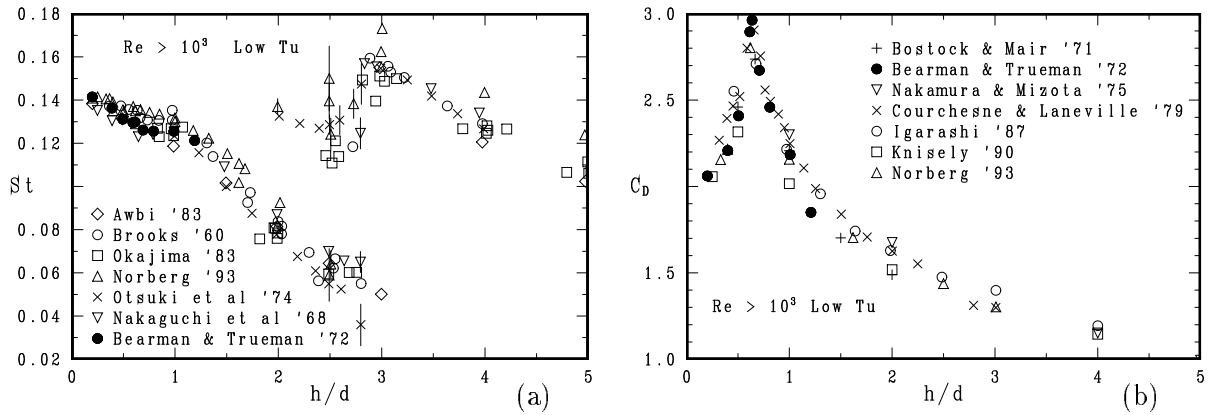 0.18
0.16
0.14
0.12
St
0.08
0.06
0.04
0.02
Re > 10³ Low Tu
◇ Awbi '83
○ Brooks '60
□ Okajima '83
△ Norberg '93
× Otsuki et al '74
▽ Nakaguchi et al '68
● Bearman & Trueman '72
0 1 2 3 4 5
h/d
(a)
3.0
2.5
C_D
1.5
1.0
+ Bostock & Mair '71
● Bearman & Trueman '72
▽ Nakamura & Mizota '75
× Courchesne & Laneville '79
○ Igarashi '87
□ Knisely '90
△ Norberg '93
Re > 10³ Low Tu
0 1 2 3 4 5
h/d
(b)